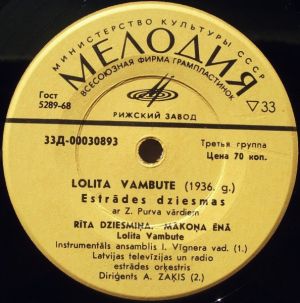 МИНИСТЕРСТВО КУЛЬТУРЫ СССР
МЕЛОДИЯ
ВСЕСОЮЗНАЯ ФИРМА ГРАМПЛАСТИНОК
Гост
5289-68
▽33
РИЖСКИЙ ЗАВОД
33Д-00030893
Третья группа
Цена 70 коп.
LOLITA VAMBUTE (1936. g.)
Estrādes dziesmas
ar Z. Purva vārdiem
RĪTA DZIESMIŅA. MĀKOŅA ĒNĀ
Lolita Vambute
Instrumentāls ansamblis I. Vīgnera vad. (1.)
Latvijas televīzijas un radio
estrādes orķestris
Diriģents A. ZAĶIS (2.)